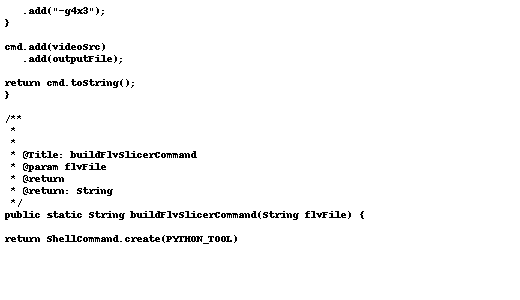 .add("-g4x3");
}
cmd.add(videoSrc)
.add(outputFile);
return cmd.toString();
}
/**
*
*
* @Title: buildFlvSlicerCommand
* @param flvFile
* @return
* @return: String
*/
public static String buildFlvSlicerCommand(String flvFile) {
return ShellCommand.create(PYTHON_TOOL)